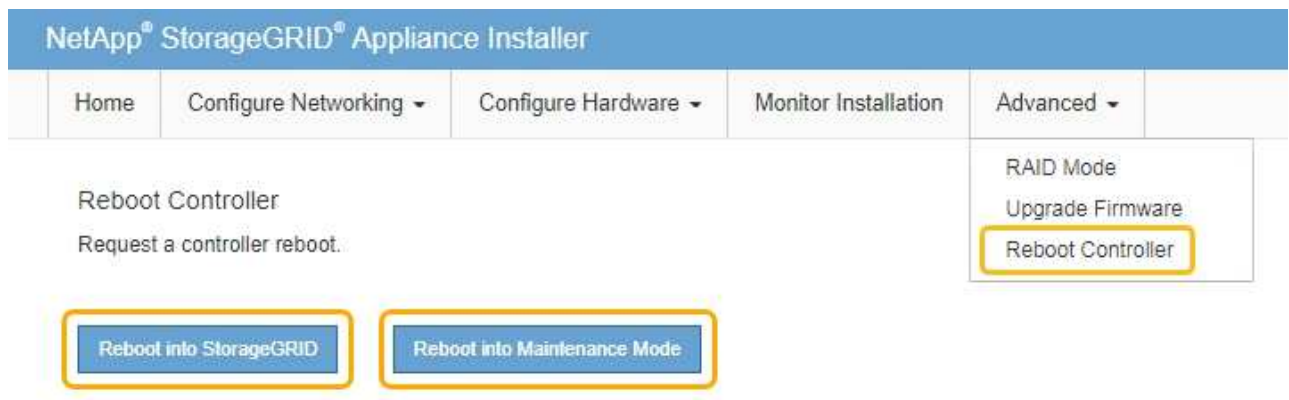 NetApp® StorageGRID® Appliance Installer
Home Configure Networking Configure Hardware Monitor Installation Advanced
RAID Mode
Upgrade Firmware
Reboot Controller
Reboot Controller
Request a controller reboot.
Reboot into StorageGRID Reboot into Maintenance Mode